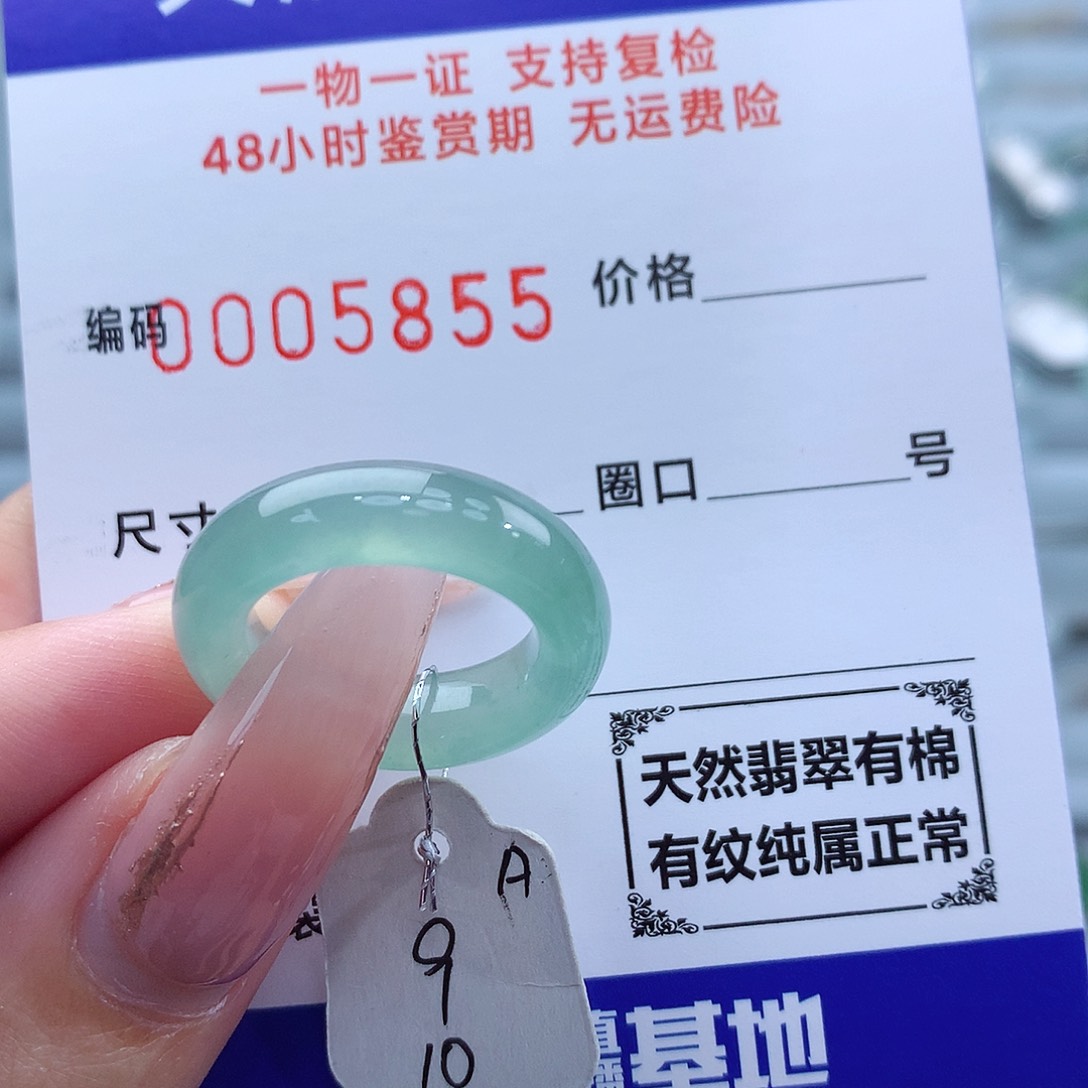 一物一证 支持复检
48小时鉴赏期 无运费险
编码0005855 价格
尺寸 圈口 号
天然翡翠有棉
有纹纯属正常
A
9
10
基地